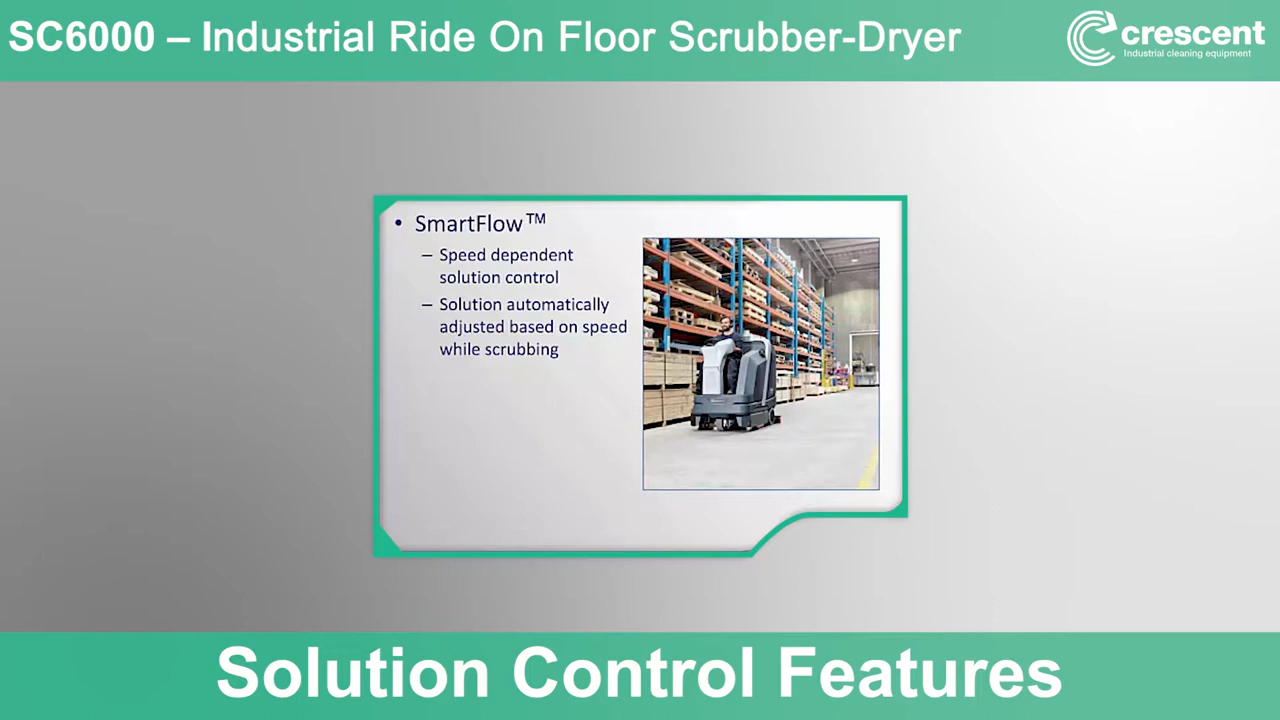 SC6000 – Industrial Ride On Floor Scrubber-Dryer
crescent
Industrial cleaning equipment
• SmartFlow™
– Speed dependent
solution control
– Solution automatically
adjusted based on speed
while scrubbing
Solution Control Features